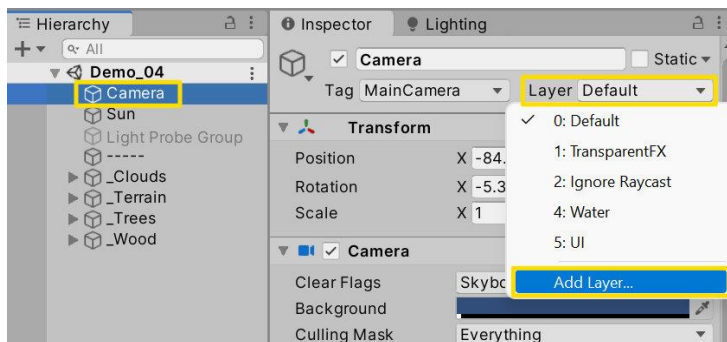 Hierarchy
All
Demo_04
Camera
Sun
Light Probe Group
-----
_Clouds
_Terrain
_Trees
_Wood
Inspector Lighting
Camera Static
Tag MainCamera Layer Default
Transform
Position X -84.
Rotation X -5.3
Scale X 1
Camera
Clear Flags Skybo
Background
Culling Mask Everything
0: Default
1: TransparentFX
2: Ignore Raycast
4: Water
5: UI
Add Layer...